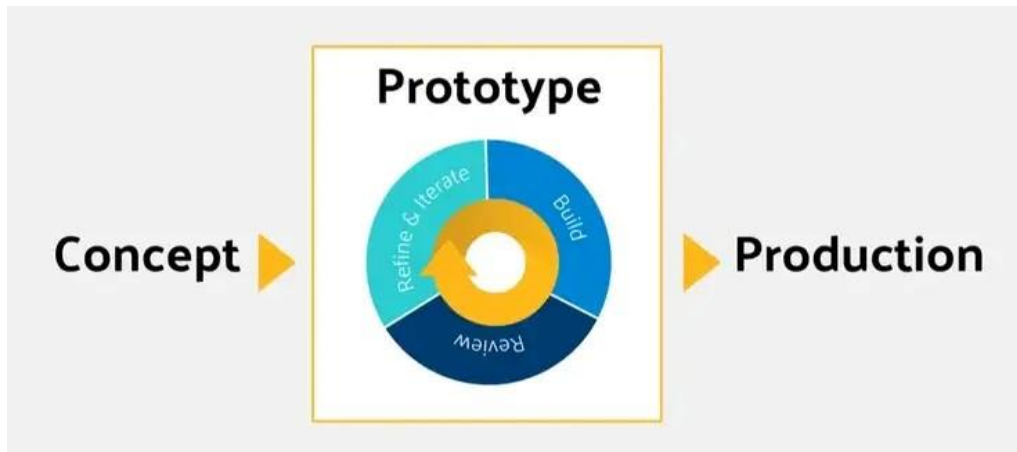 Prototype
Refine & Iterate
Build
Review
Concept
Production